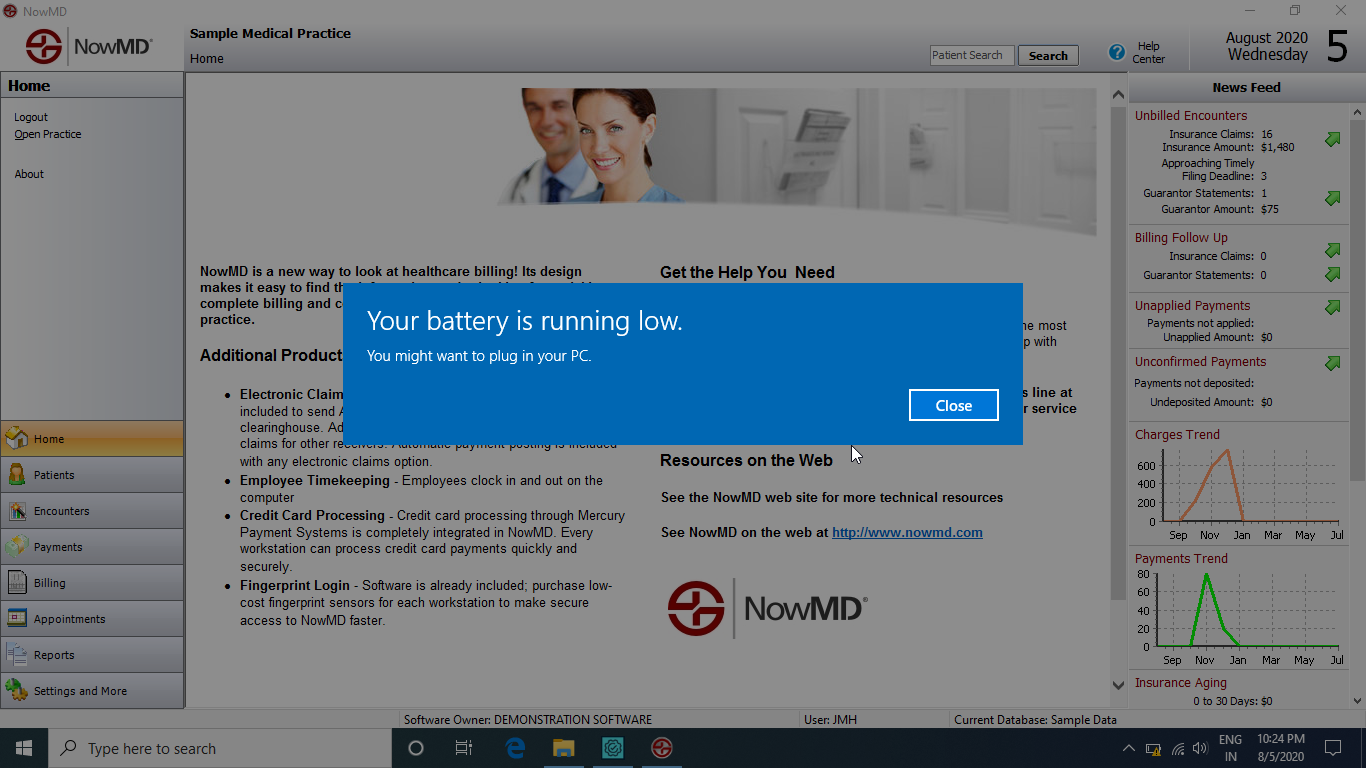 NowMD
NowMD®
Sample Medical Practice
Home
Patient Search
Search
Help
Center
August 2020
Wednesday
5
Home
Logout
Open Practice
About
Home
Patients
Encounters
Payments
Billing
Appointments
Reports
Settings and More
NowMD is a new way to look at healthcare billing! Its design
makes it easy to find
complete billing and
practice.
Additional Product
Electronic Claim
included to send
clearinghouse.
claims for other receivers. Automatic payment posting is included
with any electronic claims option.
Employee Timekeeping - Employees clock in and out on the
computer
Credit Card Processing - Credit card processing through Mercury
Payment Systems is completely integrated in NowMD. Every
workstation can process credit card payments quickly and
securely.
Fingerprint Login - Software is already included; purchase low-
cost fingerprint sensors for each workstation to make secure
access to NowMD faster.
Get the Help You Need
most
with
line at
service
Your battery is running low.
You might want to plug in your PC.
Close
Resources on the Web
See the NowMD web site for more technical resources
See NowMD on the web at http://www.nowmd.com
NowMD®
News Feed
Unbilled Encounters
Insurance Claims: 16
Insurance Amount: $1,480
Approaching Timely
Filing Deadline: 3
Guarantor Statements: 1
Guarantor Amount: $75
Billing Follow Up
Insurance Claims: 0
Guarantor Statements: 0
Unapplied Payments
Payments not applied:
Unapplied Amount: $0
Unconfirmed Payments
Payments not deposited:
Undeposited Amount: $0
Charges Trend
600
400
200
0
Sep Nov Jan Mar May Jul
Payments Trend
80
60
40
20
0
Sep Nov Jan Mar May Jul
Insurance Aging
0 to 30 Days: $0
Software Owner: DEMONSTRATION SOFTWARE
User: JMH
Current Database: Sample Data
Type here to search
ENG
IN
10:24 PM
8/5/2020